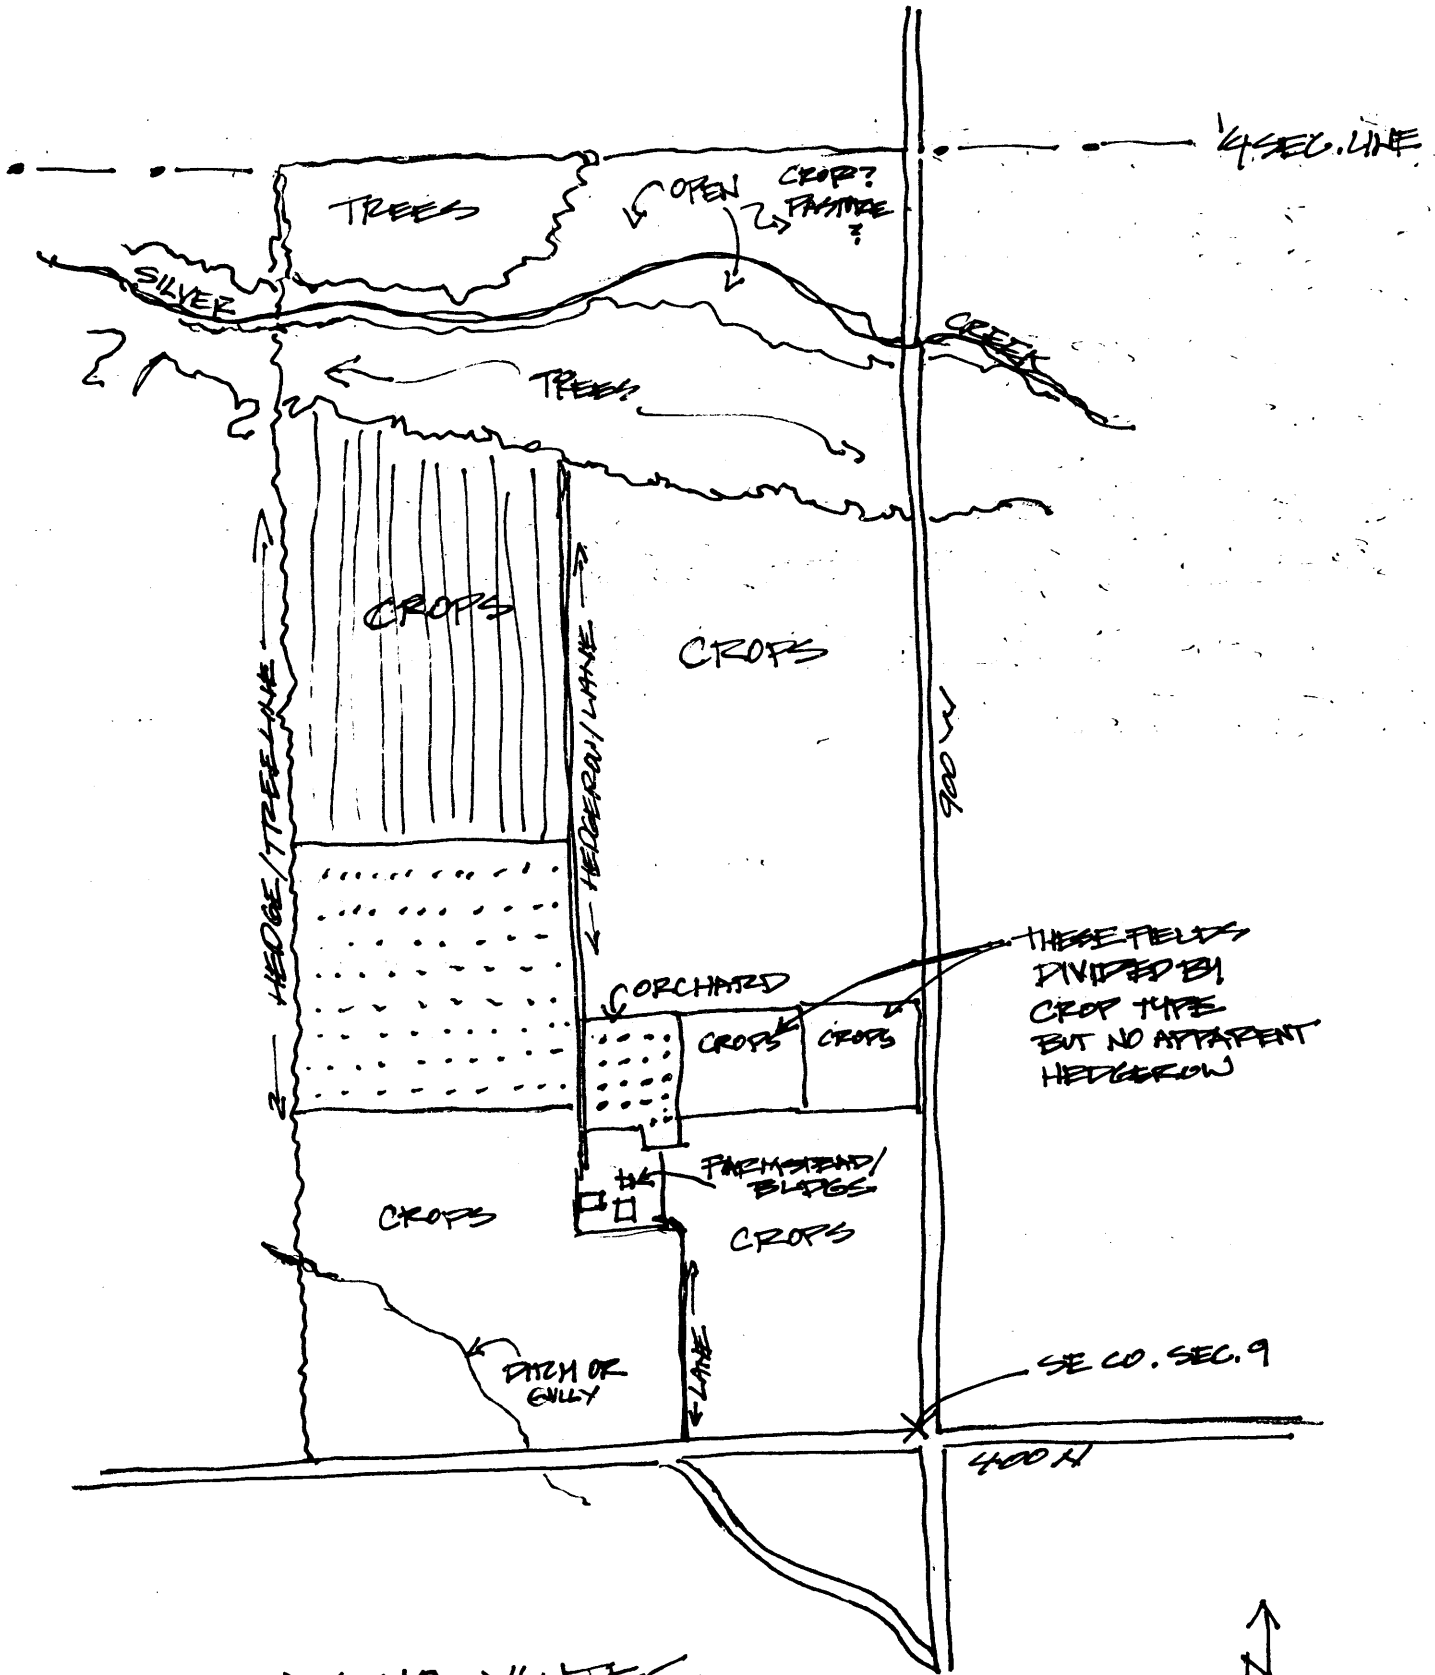 1/4 SEC. LINE
TREES
OPEN
CROP?
PASTURE
?
SILVER
CREEK
?
TREES
?
CROPS
CROPS
HEDGE/TREELINE
HEDGEROW/LANE
900 W
THESE FIELDS
DIVIDED BY
CROP TYPE
BUT NO APPARENT
HEDGEROW
ORCHARD
CROPS
CROPS
FARMSTEAD/
BLDGS.
CROPS
CROPS
DITCH OR
GULLY
LANE
SE CO. SEC. 9
400 N
N